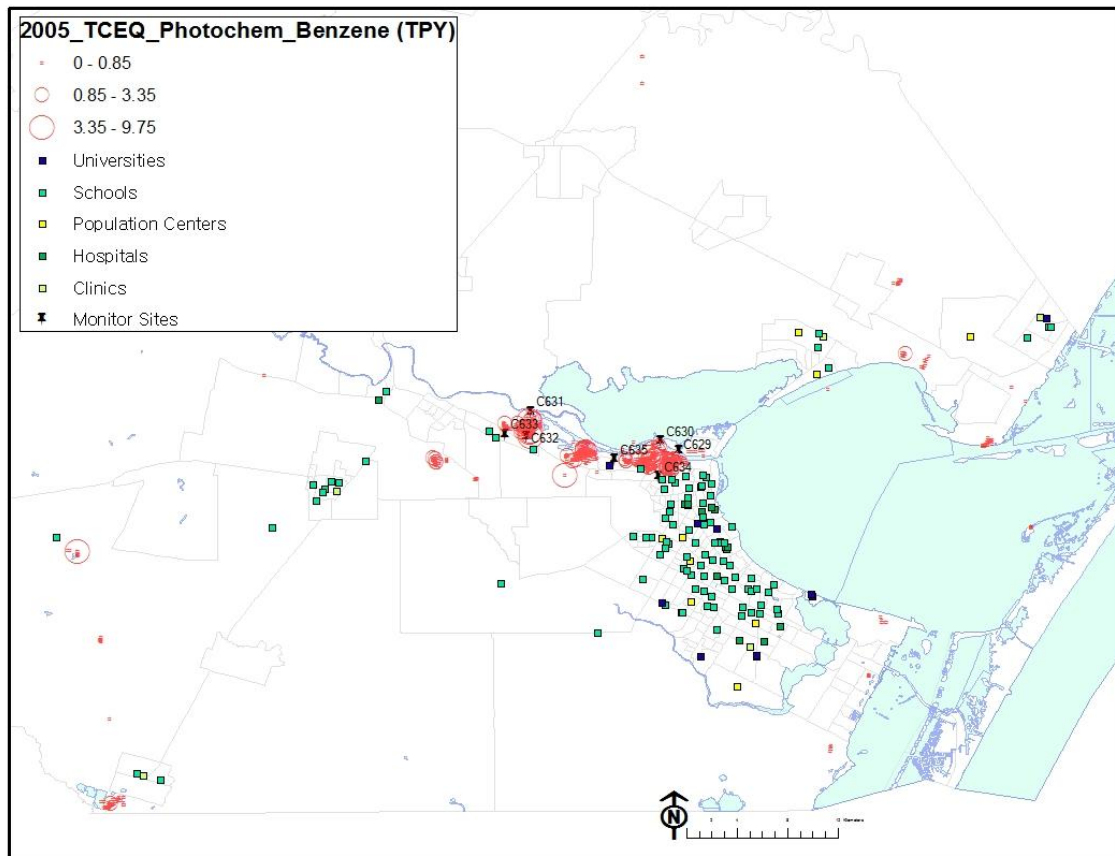 2005_TCEQ_Photochem_Benzene (TPY)
0 - 0.85
0.85 - 3.35
3.35 - 9.75
Universities
Schools
Population Centers
Hospitals
Clinics
Monitor Sites
C631
C633
C632
C630
C629
C635
C634
N